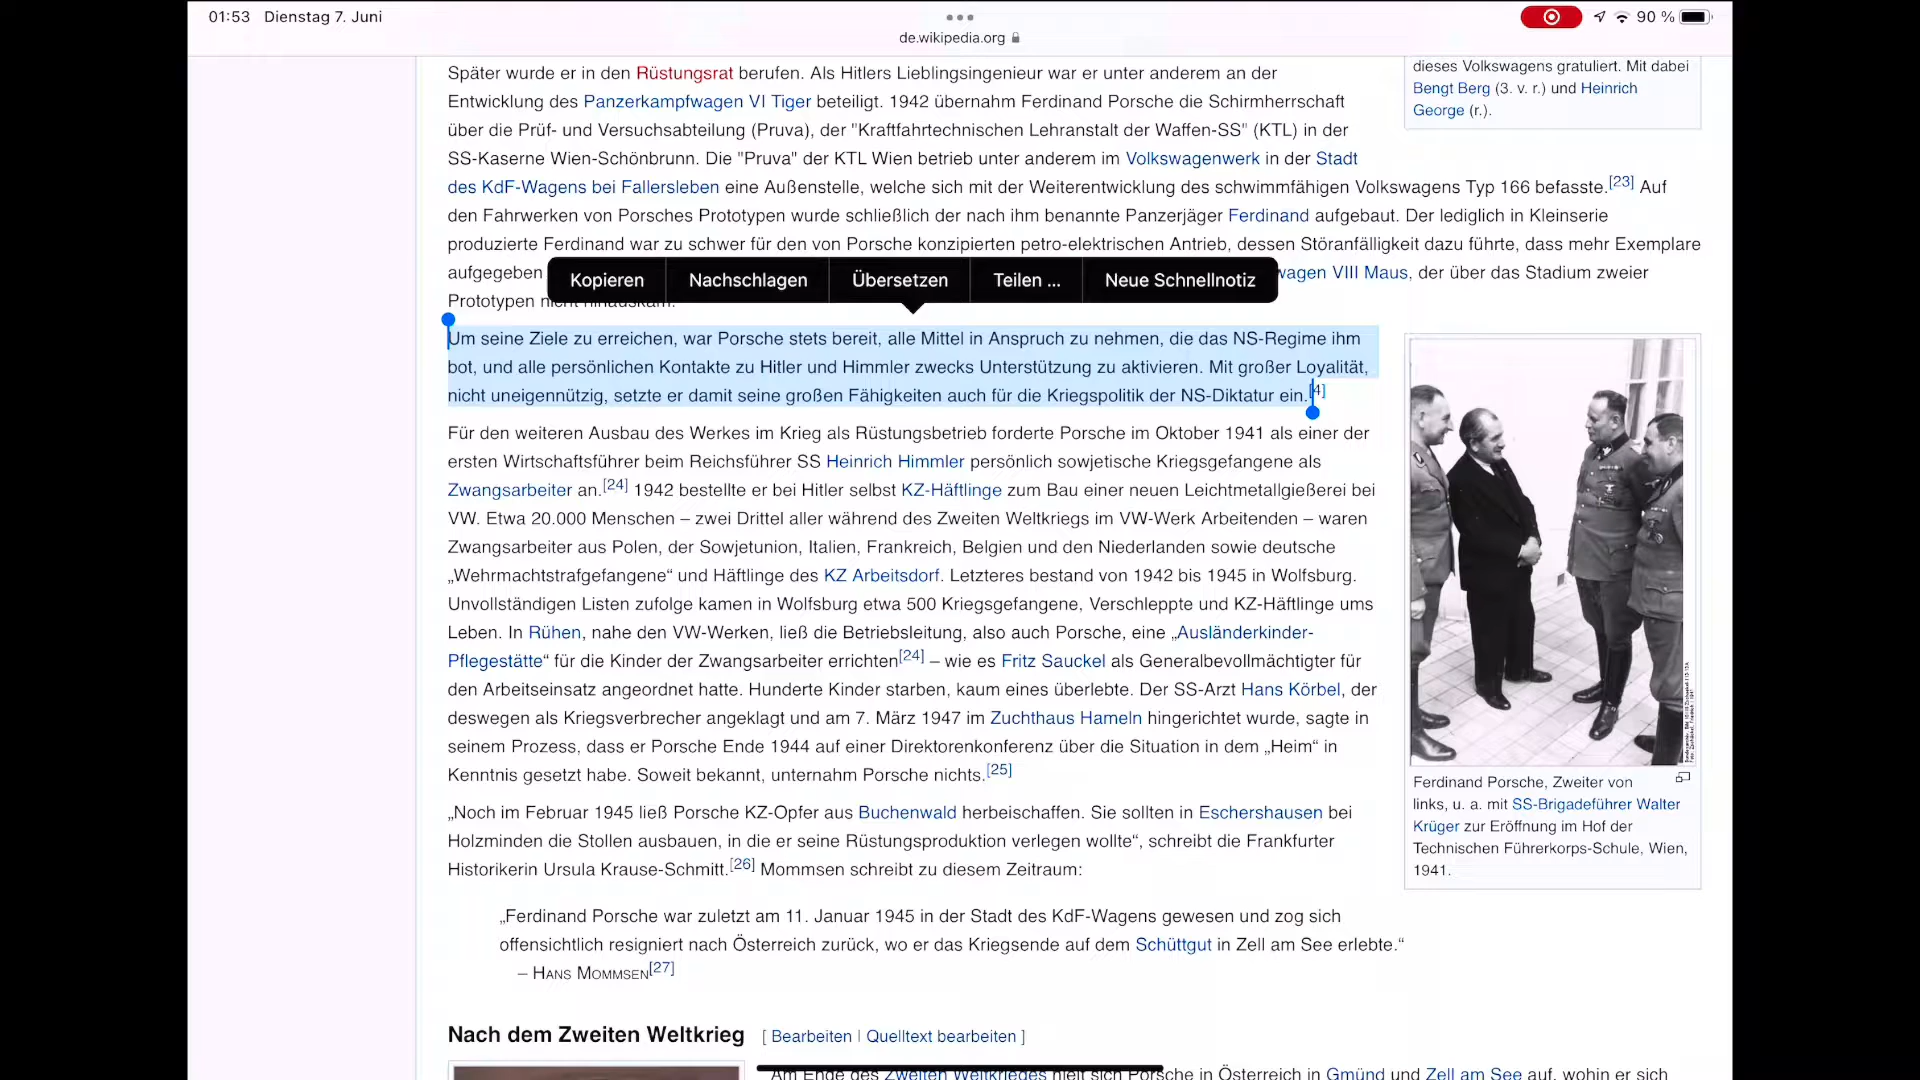 01:53 Dienstag 7. Juni
90 %
de.wikipedia.org
Später wurde er in den Rüstungsrat berufen. Als Hitlers Lieblingsingenieur war er unter anderem an der
Entwicklung des Panzerkampfwagen VI Tiger beteiligt. 1942 übernahm Ferdinand Porsche die Schirmherrschaft
über die Prüf- und Versuchsabteilung (Pruva), der "Kraftfahrtechnischen Lehranstalt der Waffen-SS" (KTL) in der
SS-Kaserne Wien-Schönbrunn. Die "Pruva" der KTL Wien betrieb unter anderem im Volkswagenwerk in der Stadt
des KdF-Wagens bei Fallersleben eine Außenstelle, welche sich mit der Weiterentwicklung des schwimmfähigen Volkswagens Typ 166 befasste.[23] Auf
den Fahrwerken von Porsches Prototypen wurde schließlich der nach ihm benannte Panzerjäger Ferdinand aufgebaut. Der lediglich in Kleinserie
produzierte Ferdinand war zu schwer für den von Porsche konzipierten petro-elektrischen Antrieb, dessen Störanfälligkeit dazu führte, dass mehr Exemplare
aufgegeben wagen VIII Maus, der über das Stadium zweier
Prototypen nicht hinauskam.
Kopieren Nachschlagen Übersetzen Teilen ... Neue Schnellnotiz
Um seine Ziele zu erreichen, war Porsche stets bereit, alle Mittel in Anspruch zu nehmen, die das NS-Regime ihm
bot, und alle persönlichen Kontakte zu Hitler und Himmler zwecks Unterstützung zu aktivieren. Mit großer Loyalität,
nicht uneigennützig, setzte er damit seine großen Fähigkeiten auch für die Kriegspolitik der NS-Diktatur ein.[4]
Für den weiteren Ausbau des Werkes im Krieg als Rüstungsbetrieb forderte Porsche im Oktober 1941 als einer der
ersten Wirtschaftsführer beim Reichsführer SS Heinrich Himmler persönlich sowjetische Kriegsgefangene als
Zwangsarbeiter an.[24] 1942 bestellte er bei Hitler selbst KZ-Häftlinge zum Bau einer neuen Leichtmetallgießerei bei
VW. Etwa 20.000 Menschen – zwei Drittel aller während des Zweiten Weltkriegs im VW-Werk Arbeitenden – waren
Zwangsarbeiter aus Polen, der Sowjetunion, Italien, Frankreich, Belgien und den Niederlanden sowie deutsche
„Wehrmachtstrafgefangene“ und Häftlinge des KZ Arbeitsdorf. Letzteres bestand von 1942 bis 1945 in Wolfsburg.
Unvollständigen Listen zufolge kamen in Wolfsburg etwa 500 Kriegsgefangene, Verschleppte und KZ-Häftlinge ums
Leben. In Rühen, nahe den VW-Werken, ließ die Betriebsleitung, also auch Porsche, eine „Ausländerkinder-
Pflegestätte“ für die Kinder der Zwangsarbeiter errichten[24] – wie es Fritz Sauckel als Generalbevollmächtigter für
den Arbeitseinsatz angeordnet hatte. Hunderte Kinder starben, kaum eines überlebte. Der SS-Arzt Hans Körbel, der
deswegen als Kriegsverbrecher angeklagt und am 7. März 1947 im Zuchthaus Hameln hingerichtet wurde, sagte in
seinem Prozess, dass er Porsche Ende 1944 auf einer Direktorenkonferenz über die Situation in dem „Heim“ in
Kenntnis gesetzt habe. Soweit bekannt, unternahm Porsche nichts.[25]
„Noch im Februar 1945 ließ Porsche KZ-Opfer aus Buchenwald herbeischaffen. Sie sollten in Eschershausen bei
Holzminden die Stollen ausbauen, in die er seine Rüstungsproduktion verlegen wollte“, schreibt die Frankfurter
Historikerin Ursula Krause-Schmitt.[26] Mommsen schreibt zu diesem Zeitraum:
„Ferdinand Porsche war zuletzt am 11. Januar 1945 in der Stadt des KdF-Wagens gewesen und zog sich
offensichtlich resigniert nach Österreich zurück, wo er das Kriegsende auf dem Schüttgut in Zell am See erlebte.“
– Hans Mommsen[27]
Nach dem Zweiten Weltkrieg [ Bearbeiten | Quelltext bearbeiten ]
Am Ende des Zweiten Weltkrieges hielt sich Porsche in Österreich in Gmünd und Zell am See auf, wohin er sich
dieses Volkswagens gratuliert. Mit dabei
Bengt Berg (3. v. r.) und Heinrich
George (r.).
Ferdinand Porsche, Zweiter von
links, u. a. mit SS-Brigadeführer Walter
Krüger zur Eröffnung im Hof der
Technischen Führerkorps-Schule, Wien,
1941.